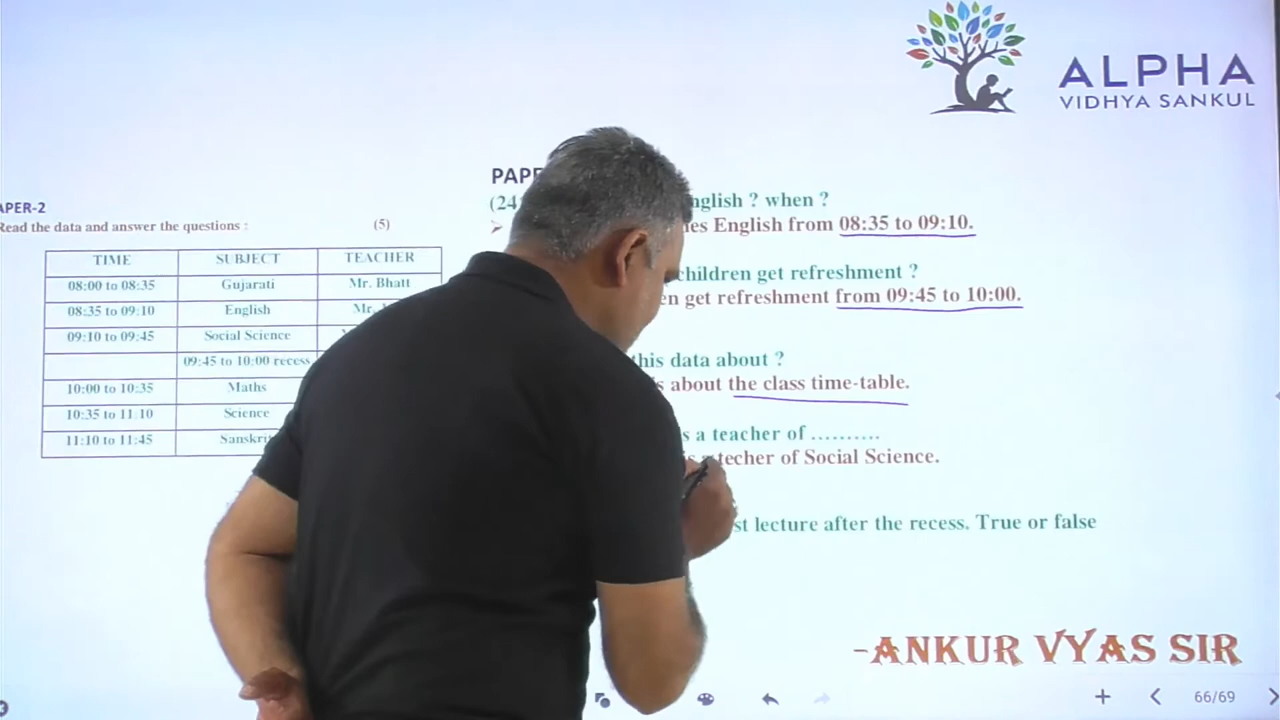 ALPHA
VIDHYA SANKUL
APER-2
Read the data and answer the questions : (5)
TIME SUBJECT TEACHER
08:00 to 08:35 Gujarati Mr. Bhatt
08:35 to 09:10 English Mr.
09:10 to 09:45 Social Science
09:45 to 10:00 recess
10:00 to 10:35 Maths
10:35 to 11:10 Science
11:10 to 11:45 Sanskri
PAP
(24 nglish ? when ?
➢ es English from 08:35 to 09:10.
children get refreshment ?
en get refreshment from 09:45 to 10:00.
this data about ?
s about the class time-table.
s a teacher of ..........
is a techer of Social Science.
st lecture after the recess. True or false
-ANKUR VYAS SIR
66/69